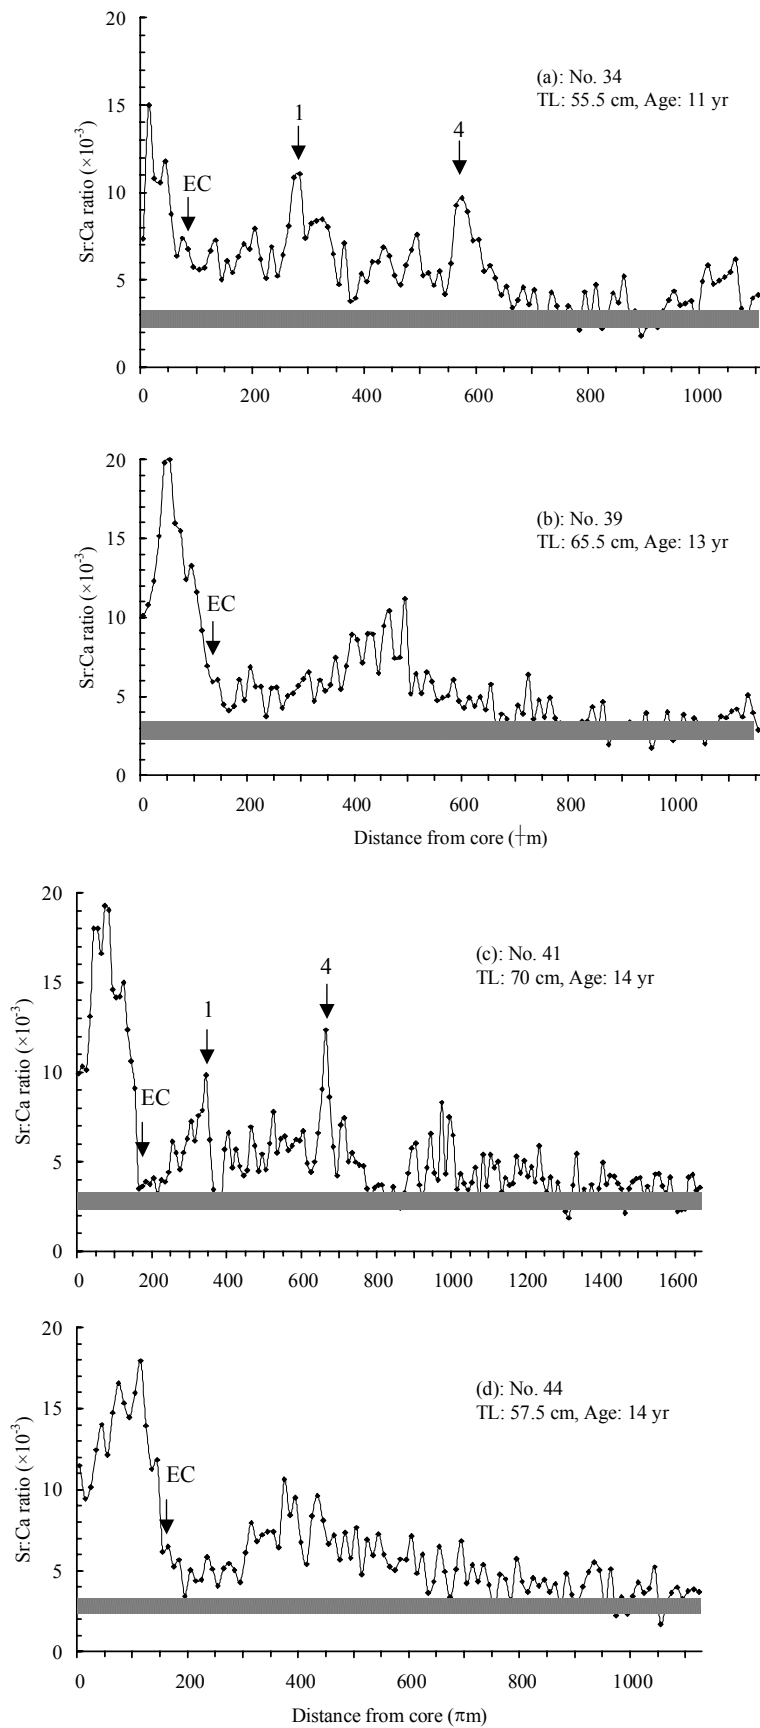 20
15
10
5
0
Sr:Ca ratio (×10⁻³)
(a): No. 34
TL: 55.5 cm, Age: 11 yr
EC
1
4
0 200 400 600 800 1000
20
15
10
5
0
Sr:Ca ratio (×10⁻³)
(b): No. 39
TL: 65.5 cm, Age: 13 yr
EC
0 200 400 600 800 1000
Distance from core (┼m)
20
15
10
5
0
Sr:Ca ratio (×10⁻³)
(c): No. 41
TL: 70 cm, Age: 14 yr
EC
1
4
0 200 400 600 800 1000 1200 1400 1600
20
15
10
5
0
Sr:Ca ratio (×10⁻³)
(d): No. 44
TL: 57.5 cm, Age: 14 yr
EC
0 200 400 600 800 1000
Distance from core (πm)